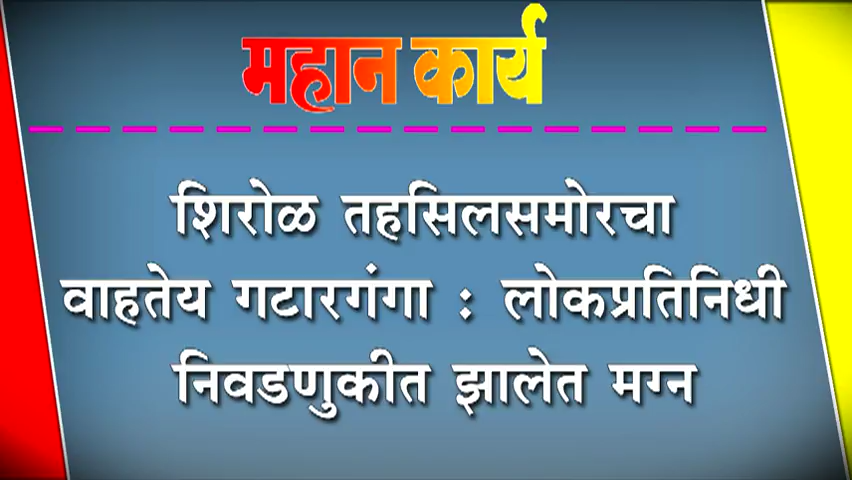 महान कार्य
शिरोळ तहसिलसमोरचा
वाहतेय गटारगंगा : लोकप्रतिनिधी
निवडणुकीत झालेत मग्न